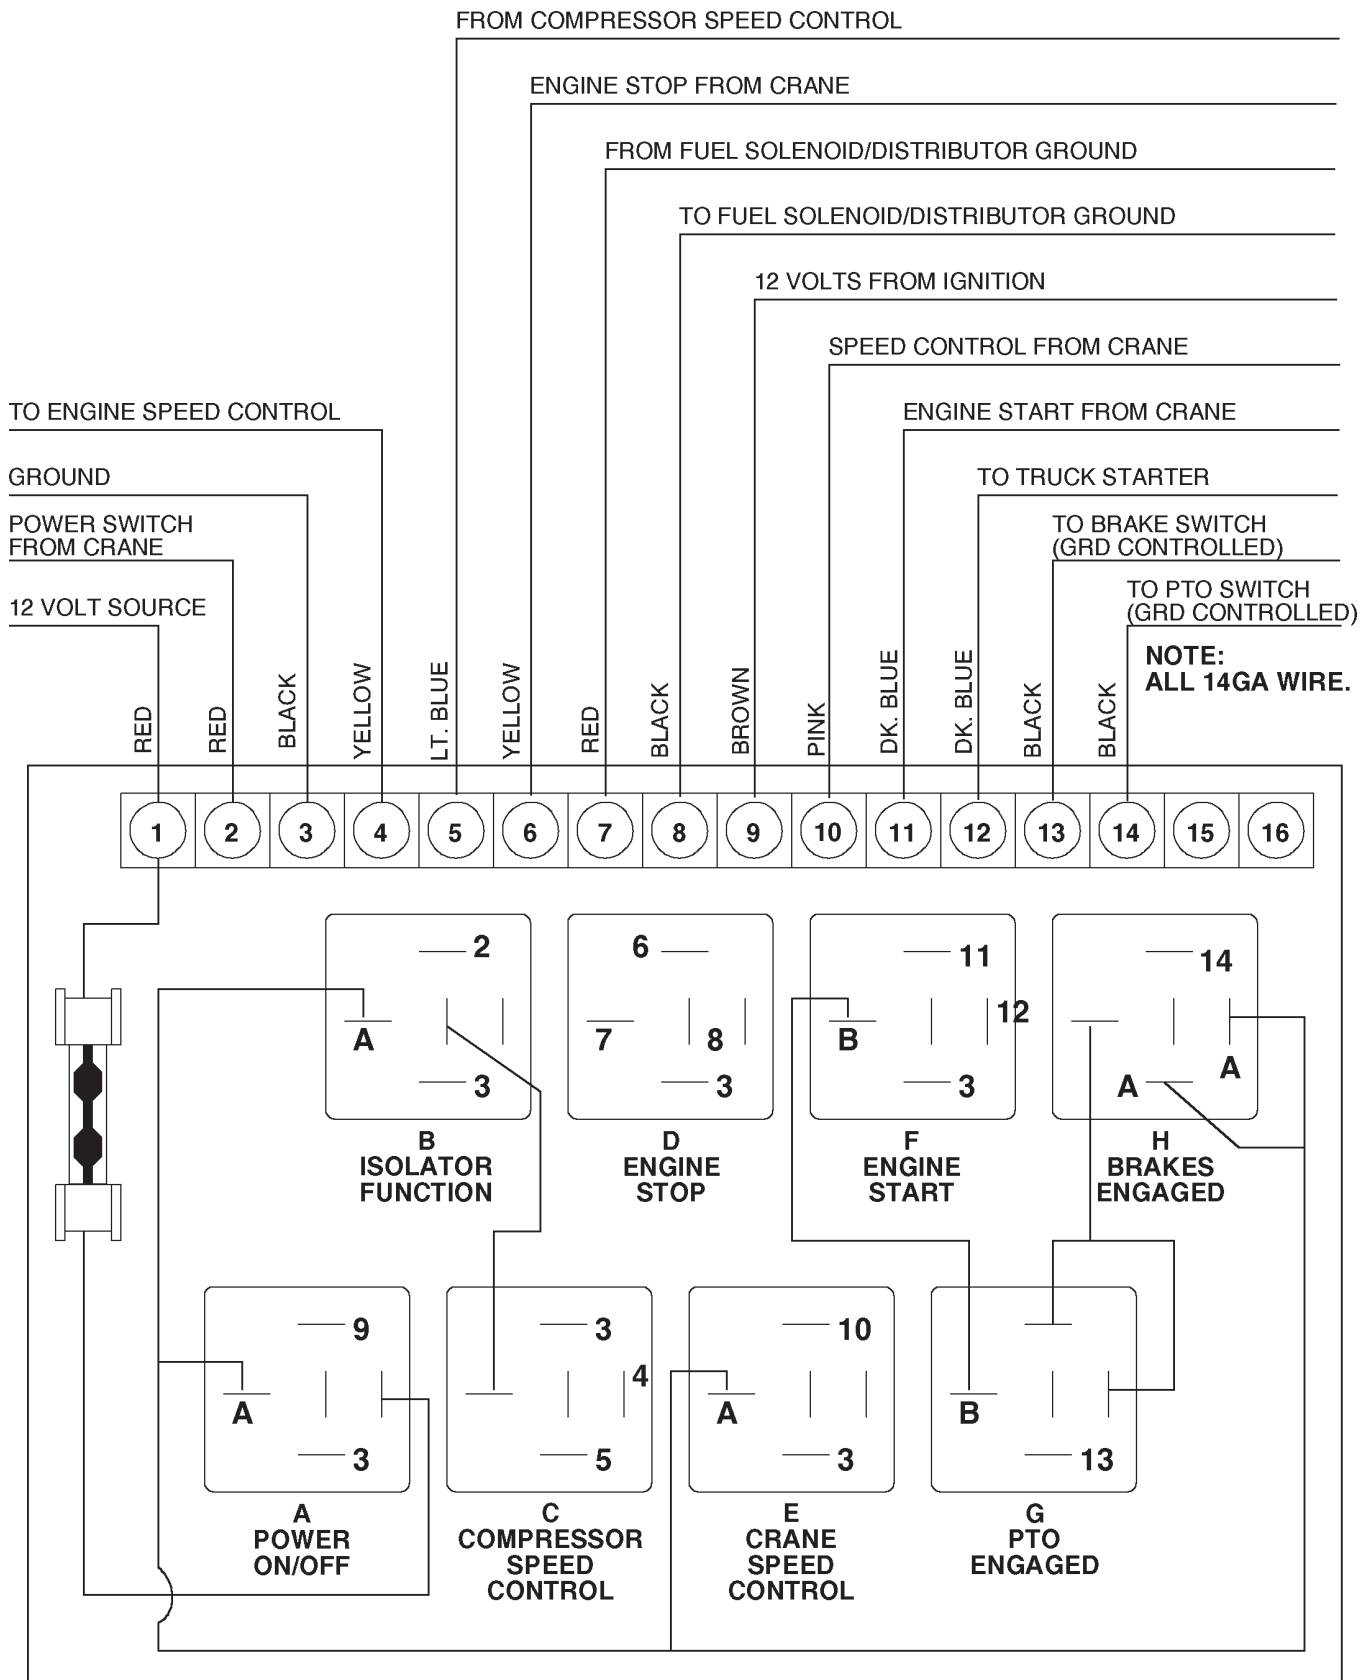 FROM COMPRESSOR SPEED CONTROL
ENGINE STOP FROM CRANE
FROM FUEL SOLENOID/DISTRIBUTOR GROUND
TO FUEL SOLENOID/DISTRIBUTOR GROUND
12 VOLTS FROM IGNITION
SPEED CONTROL FROM CRANE
TO ENGINE SPEED CONTROL
ENGINE START FROM CRANE
GROUND
TO TRUCK STARTER
POWER SWITCH
FROM CRANE
TO BRAKE SWITCH
(GRD CONTROLLED)
12 VOLT SOURCE
TO PTO SWITCH
(GRD CONTROLLED)
NOTE:
ALL 14GA WIRE.
RED
RED
BLACK
YELLOW
LT. BLUE
YELLOW
RED
BLACK
BROWN
PINK
DK. BLUE
DK. BLUE
BLACK
BLACK
1 2 3 4 5 6 7 8 9 10 11 12 13 14 15 16
2
A
3
B
ISOLATOR
FUNCTION
6
7 8
3
D
ENGINE
STOP
11
12
B
3
F
ENGINE
START
14
A
A
H
BRAKES
ENGAGED
9
A
3
A
POWER
ON/OFF
3
4
5
C
COMPRESSOR
SPEED
CONTROL
10
A
3
E
CRANE
SPEED
CONTROL
B
13
G
PTO
ENGAGED